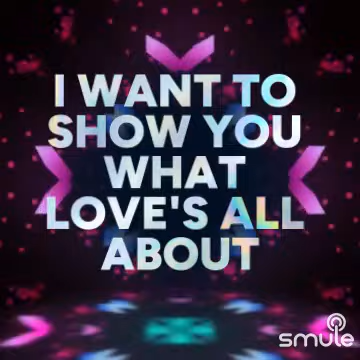 I WANT TO
SHOW YOU
WHAT
LOVE'S ALL
ABOUT
smule